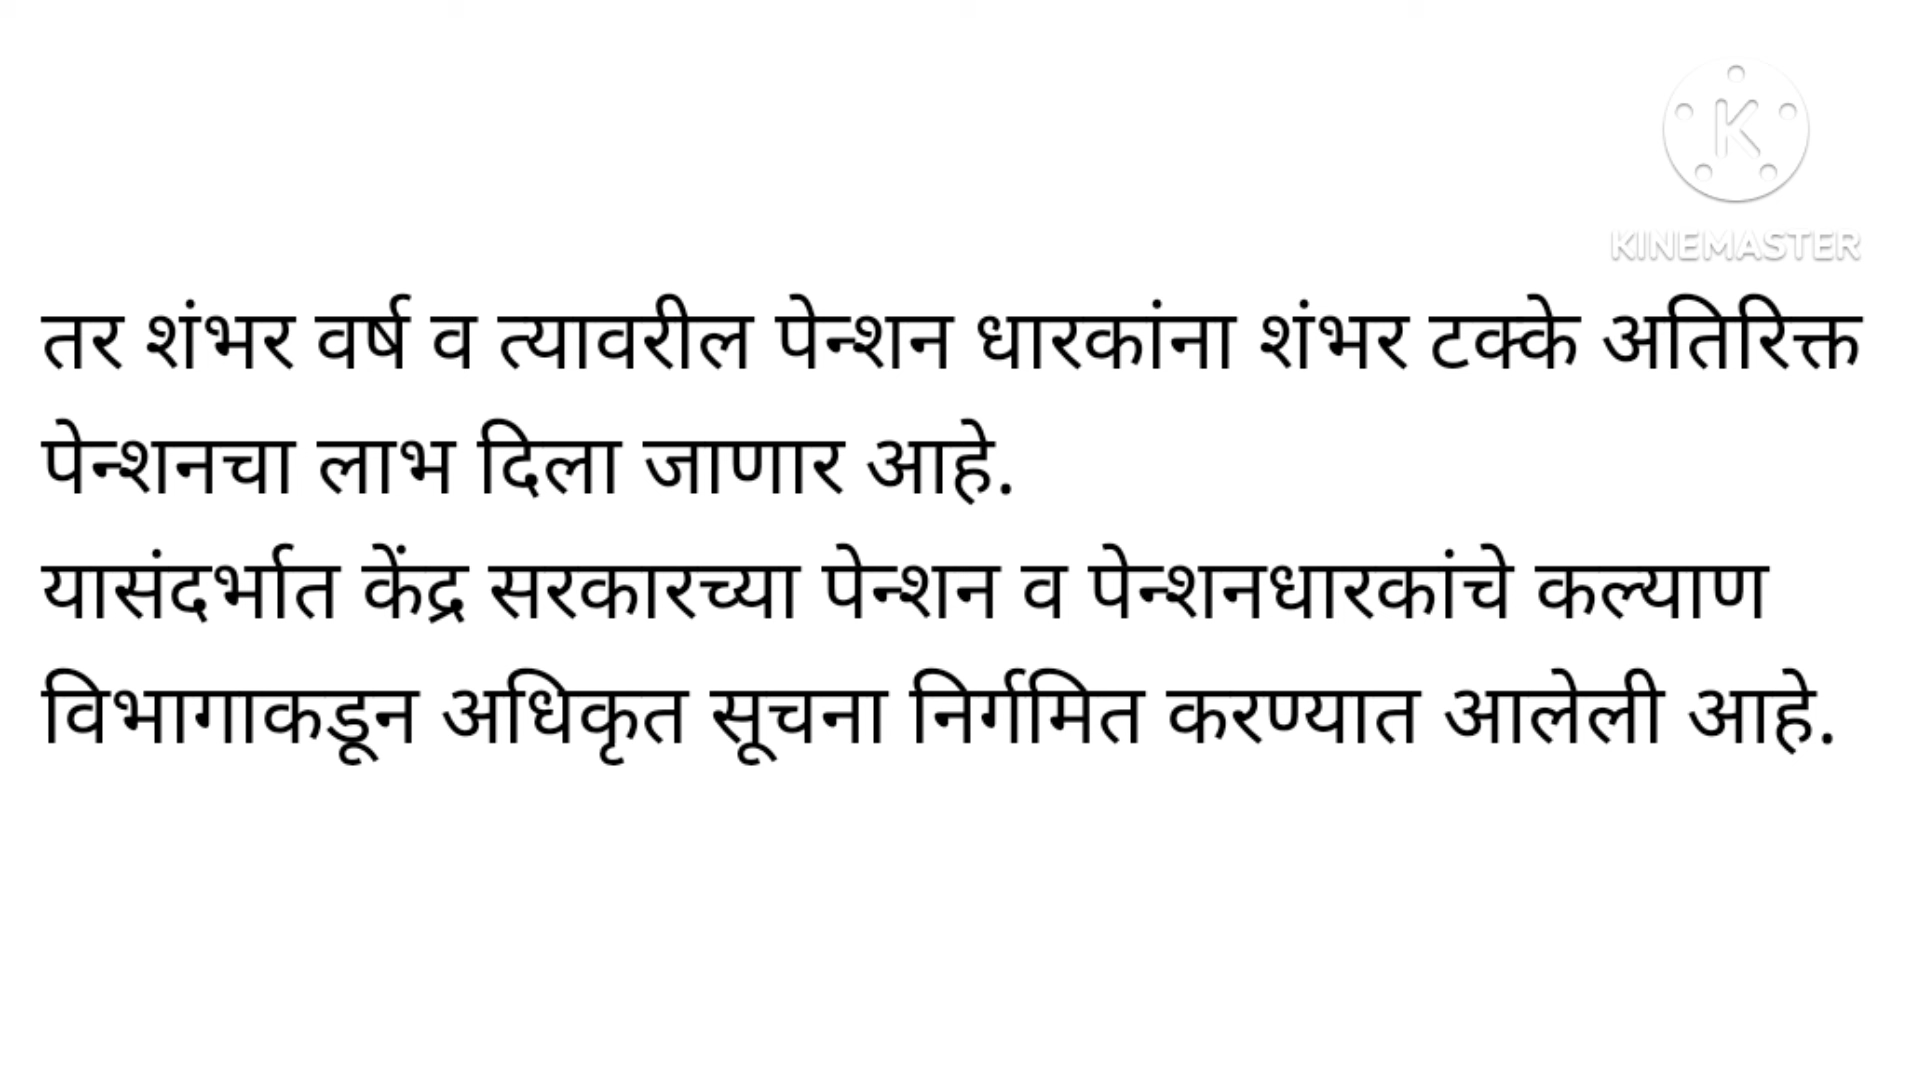 KINEMASTER
तर शंभर वर्ष व त्यावरील पेन्शन धारकांना शंभर टक्के अतिरिक्त
पेन्शनचा लाभ दिला जाणार आहे.
यासंदर्भात केंद्र सरकारच्या पेन्शन व पेन्शनधारकांचे कल्याण
विभागाकडून अधिकृत सूचना निर्गमित करण्यात आलेली आहे.